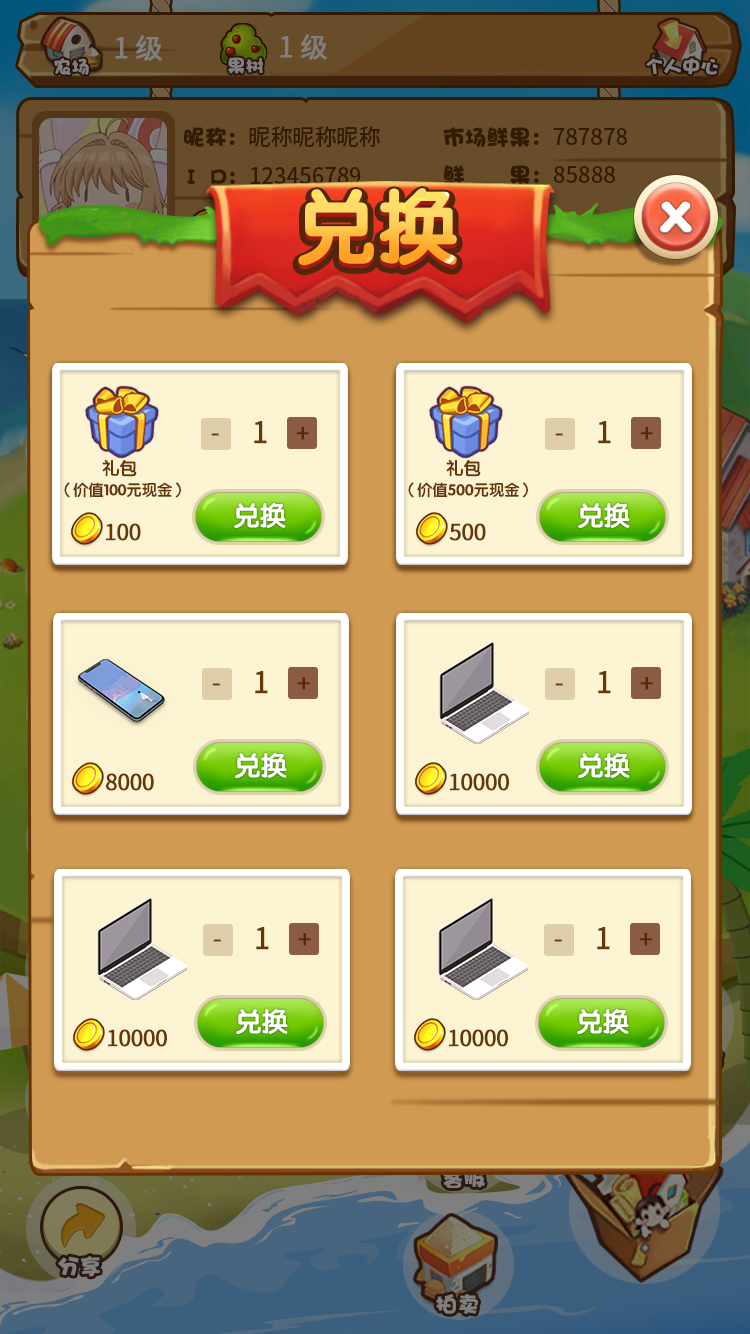 1 级
1 级
农场
果树
个人中心
昵称：昵称昵称昵称
市场鲜果：787878
I D：123456789
鲜 果：85888
兑换
礼包
(价值100元现金)
100
- 1 +
兑换
礼包
(价值500元现金)
500
- 1 +
兑换
- 1 +
8000
兑换
- 1 +
10000
兑换
- 1 +
10000
兑换
- 1 +
10000
兑换
客服
分享
拍卖